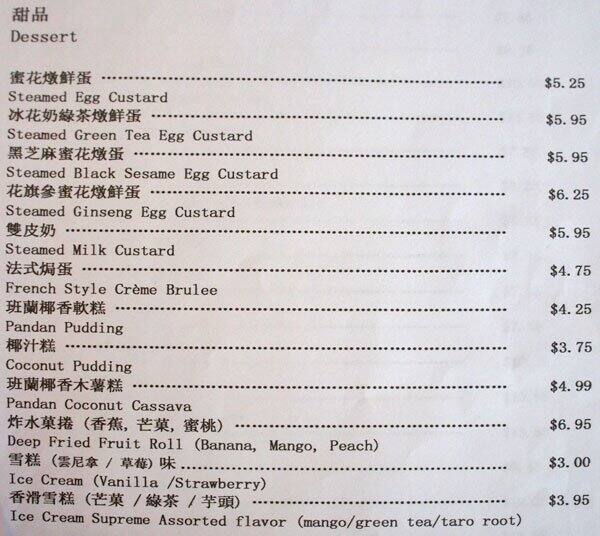 甜品
Dessert
蜜花燉鮮蛋 $5.25
Steamed Egg Custard
冰花奶綠茶燉鮮蛋 $5.95
Steamed Green Tea Egg Custard
黑芝麻蜜花燉蛋 $5.95
Steamed Black Sesame Egg Custard
花旗參蜜花燉鮮蛋 $6.25
Steamed Ginseng Egg Custard
雙皮奶 $5.95
Steamed Milk Custard
法式焗蛋 $4.75
French Style Crème Brulee
班蘭椰香軟糕 $4.25
Pandan Pudding
椰汁糕 $3.75
Coconut Pudding
班蘭椰香木薯糕 $4.99
Pandan Coconut Cassava
炸水菓捲 (香蕉, 芒菓, 蜜桃) $6.95
Deep Fried Fruit Roll (Banana, Mango, Peach)
雪糕 (雲尼拿 / 草莓) 味 $3.00
Ice Cream (Vanilla /Strawberry)
香滑雪糕 (芒菓 / 綠茶 / 芋頭) $3.95
Ice Cream Supreme Assorted flavor (mango/green tea/taro root)